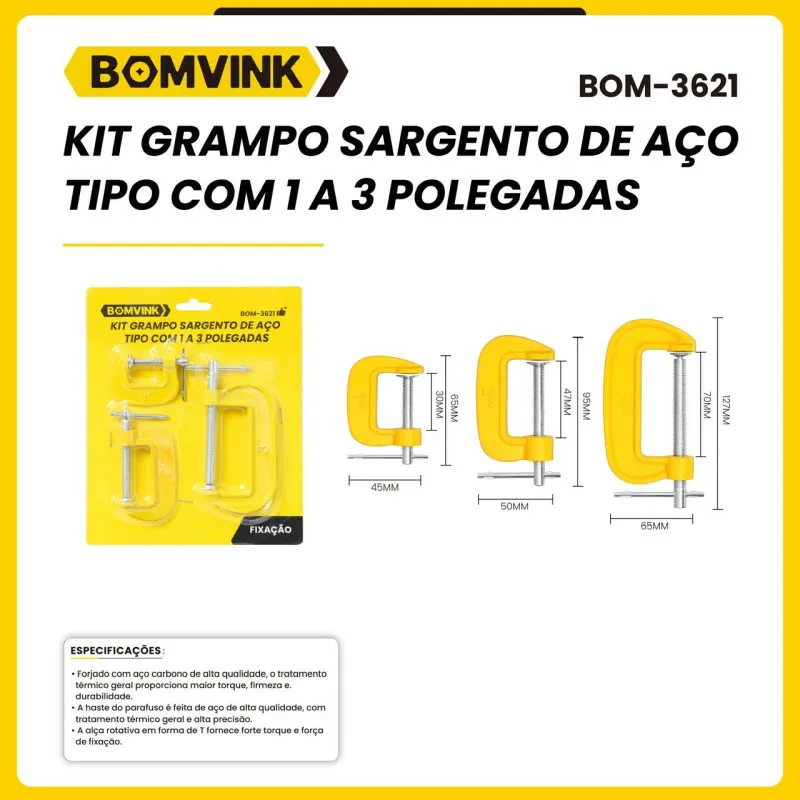 BOMVINK
BOM-3621
KIT GRAMPO SARGENTO DE AÇO
TIPO COM 1 A 3 POLEGADAS
BOMVINK
BOM-3621
KIT GRAMPO SARGENTO DE AÇO
TIPO COM 1 A 3 POLEGADAS
3"
FIXAÇÃO
30MM
65MM
45MM
47MM
95MM
50MM
70MM
127MM
65MM
ESPECIFICAÇÕES:
• Forjado com aço carbono de alta qualidade, o tratamento
térmico geral proporciona maior torque, firmeza e.
durabilidade.
• A haste do parafuso é feita de aço de alta qualidade, com
tratamento térmico geral e alta precisão.
• A alça rotativa em forma de T fornece forte torque e força
de fixação.